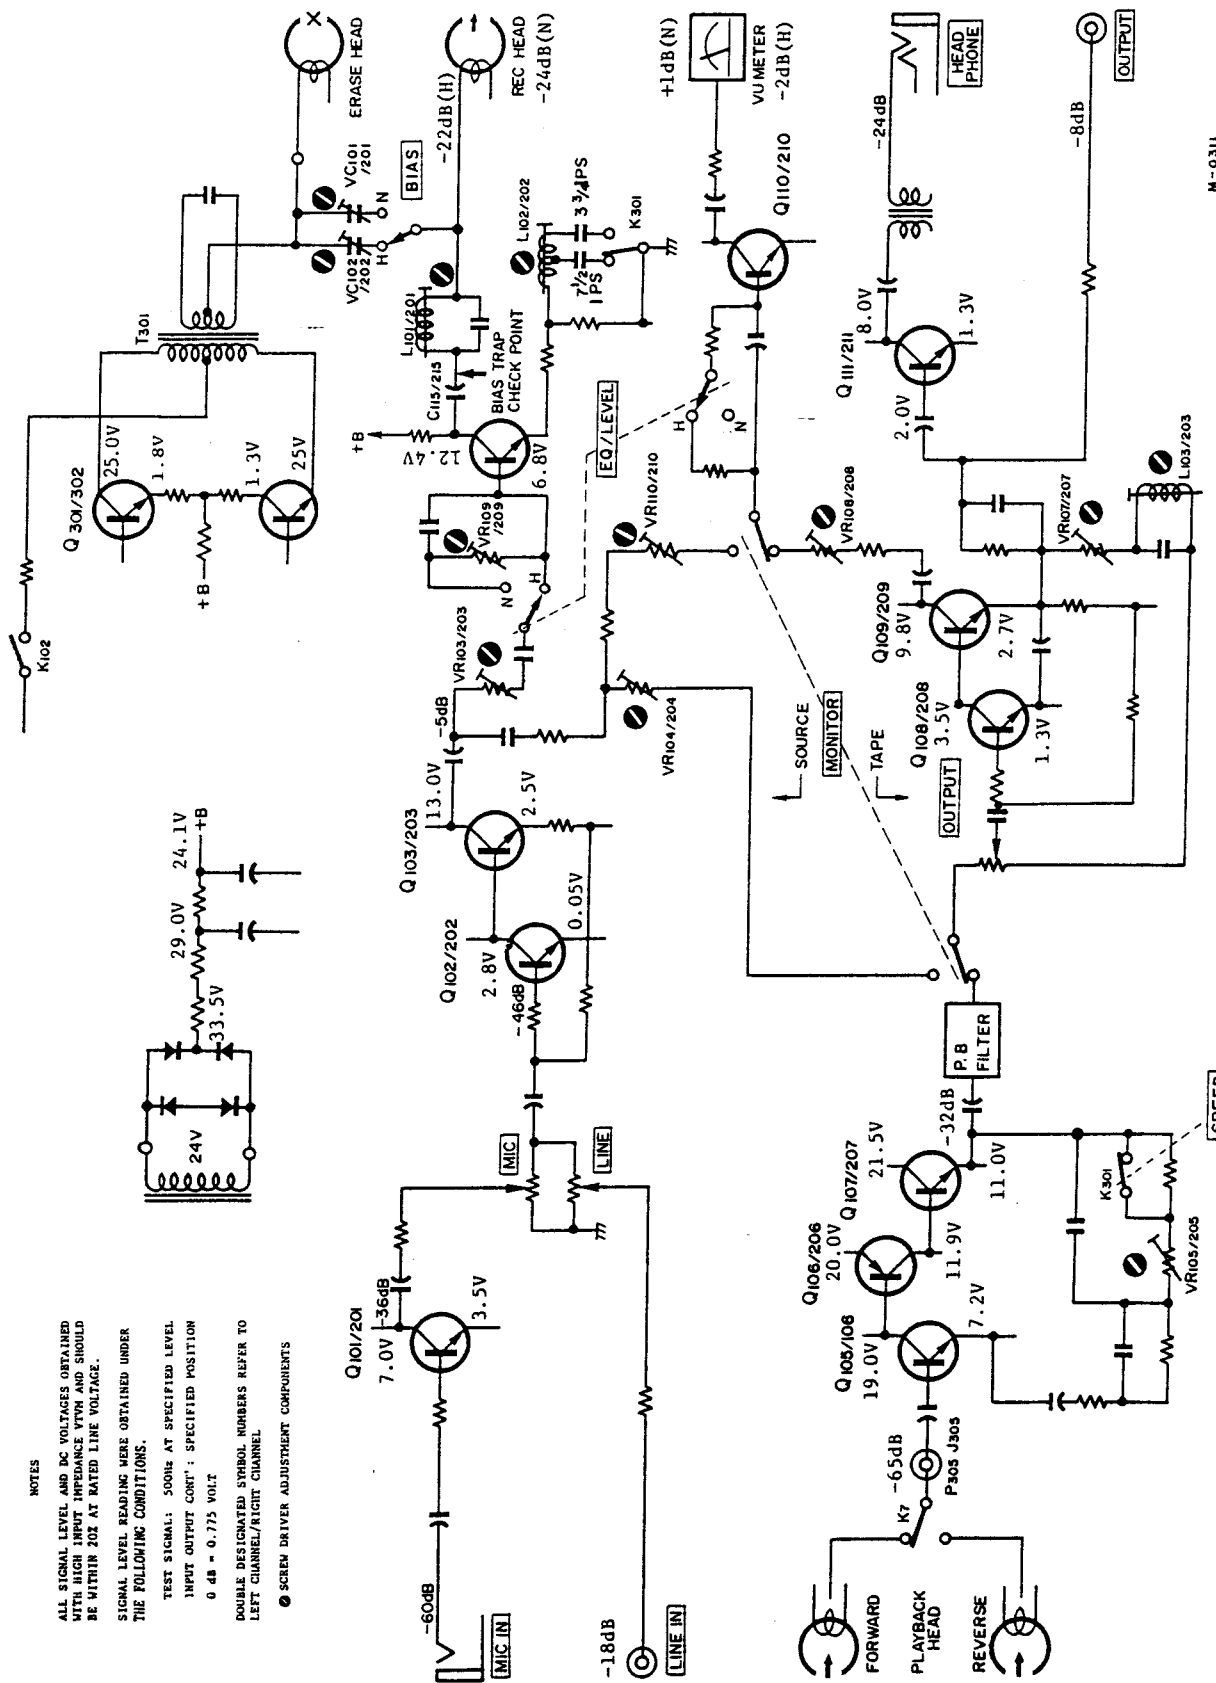 NOTES
ALL SIGNAL LEVEL AND DC VOLTAGES OBTAINED
WITH HIGH INPUT IMPEDANCE VTVM AND SHOULD
BE WITHIN 20% AT RATED LINE VOLTAGE.
SIGNAL LEVEL READING WERE OBTAINED UNDER
THE FOLLOWING CONDITIONS.
TEST SIGNAL: 500Hz AT SPECIFIED LEVEL
INPUT OUTPUT CONT': SPECIFIED POSITION
0 dB = 0.775 VOLT
DOUBLE DESIGNATED SYMBOL NUMBERS REFER TO
LEFT CHANNEL/RIGHT CHANNEL
SCREW DRIVER ADJUSTMENT COMPONENTS
24V
33.5V
29.0V
24.1V
+B
K102
Q301/302
25.0V
1.8V
+B
1.3V
25V
T301
ERASE HEAD
VC101
/201
VC102
/202
H
N
BIAS
REC HEAD
-22dB(H)
-24dB(N)
MIC IN
-60dB
Q101/201
7.0V
-36dB
3.5V
MIC
LINE
LINE IN
-18dB
Q102/202
2.8V
-46dB
0.05V
Q103/203
13.0V
2.5V
-5dB
VR103/203
N
H
VR109
/209
+B
12.4V
6.8V
C115/215
BIAS TRAP
CHECK POINT
L101/201
L102/202
7 1/2
IPS
3 3/4 IPS
K301
EQ/LEVEL
VR104/204
VR110/210
H
N
Q110/210
+1dB(N)
VU METER
-2dB(H)
SOURCE
MONITOR
TAPE
VR108/208
FORWARD
PLAYBACK
HEAD
REVERSE
K7
-65dB
P305 J305
Q105/106
19.0V
7.2V
Q106/206
20.0V
11.9V
Q107/207
21.5V
11.0V
-32dB
K301
VR105/205
P.B
FILTER
OUTPUT
Q108/208
3.5V
1.3V
Q109/209
9.8V
2.7V
VR107/207
L103/203
2.0V
Q111/211
8.0V
1.3V
-24dB
HEAD
PHONE
-8dB
OUTPUT